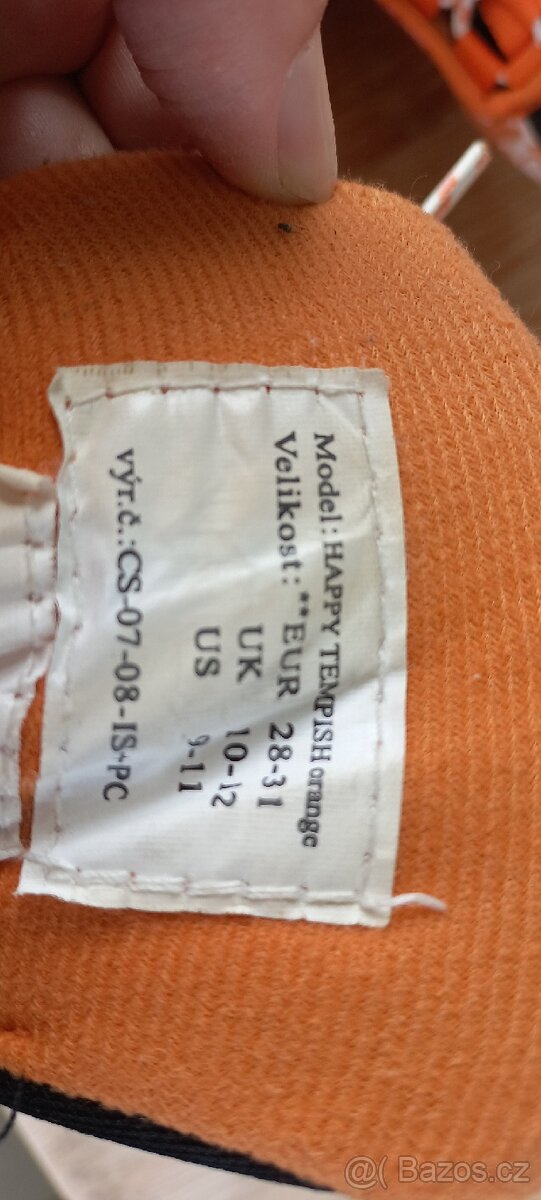 Model: HAPPY TEMPISH orange
Velikost: **EUR 28-31
UK 10-12
US 9-11
výr.č.:CS-07-08-IS+PC
@( Bazos.cz